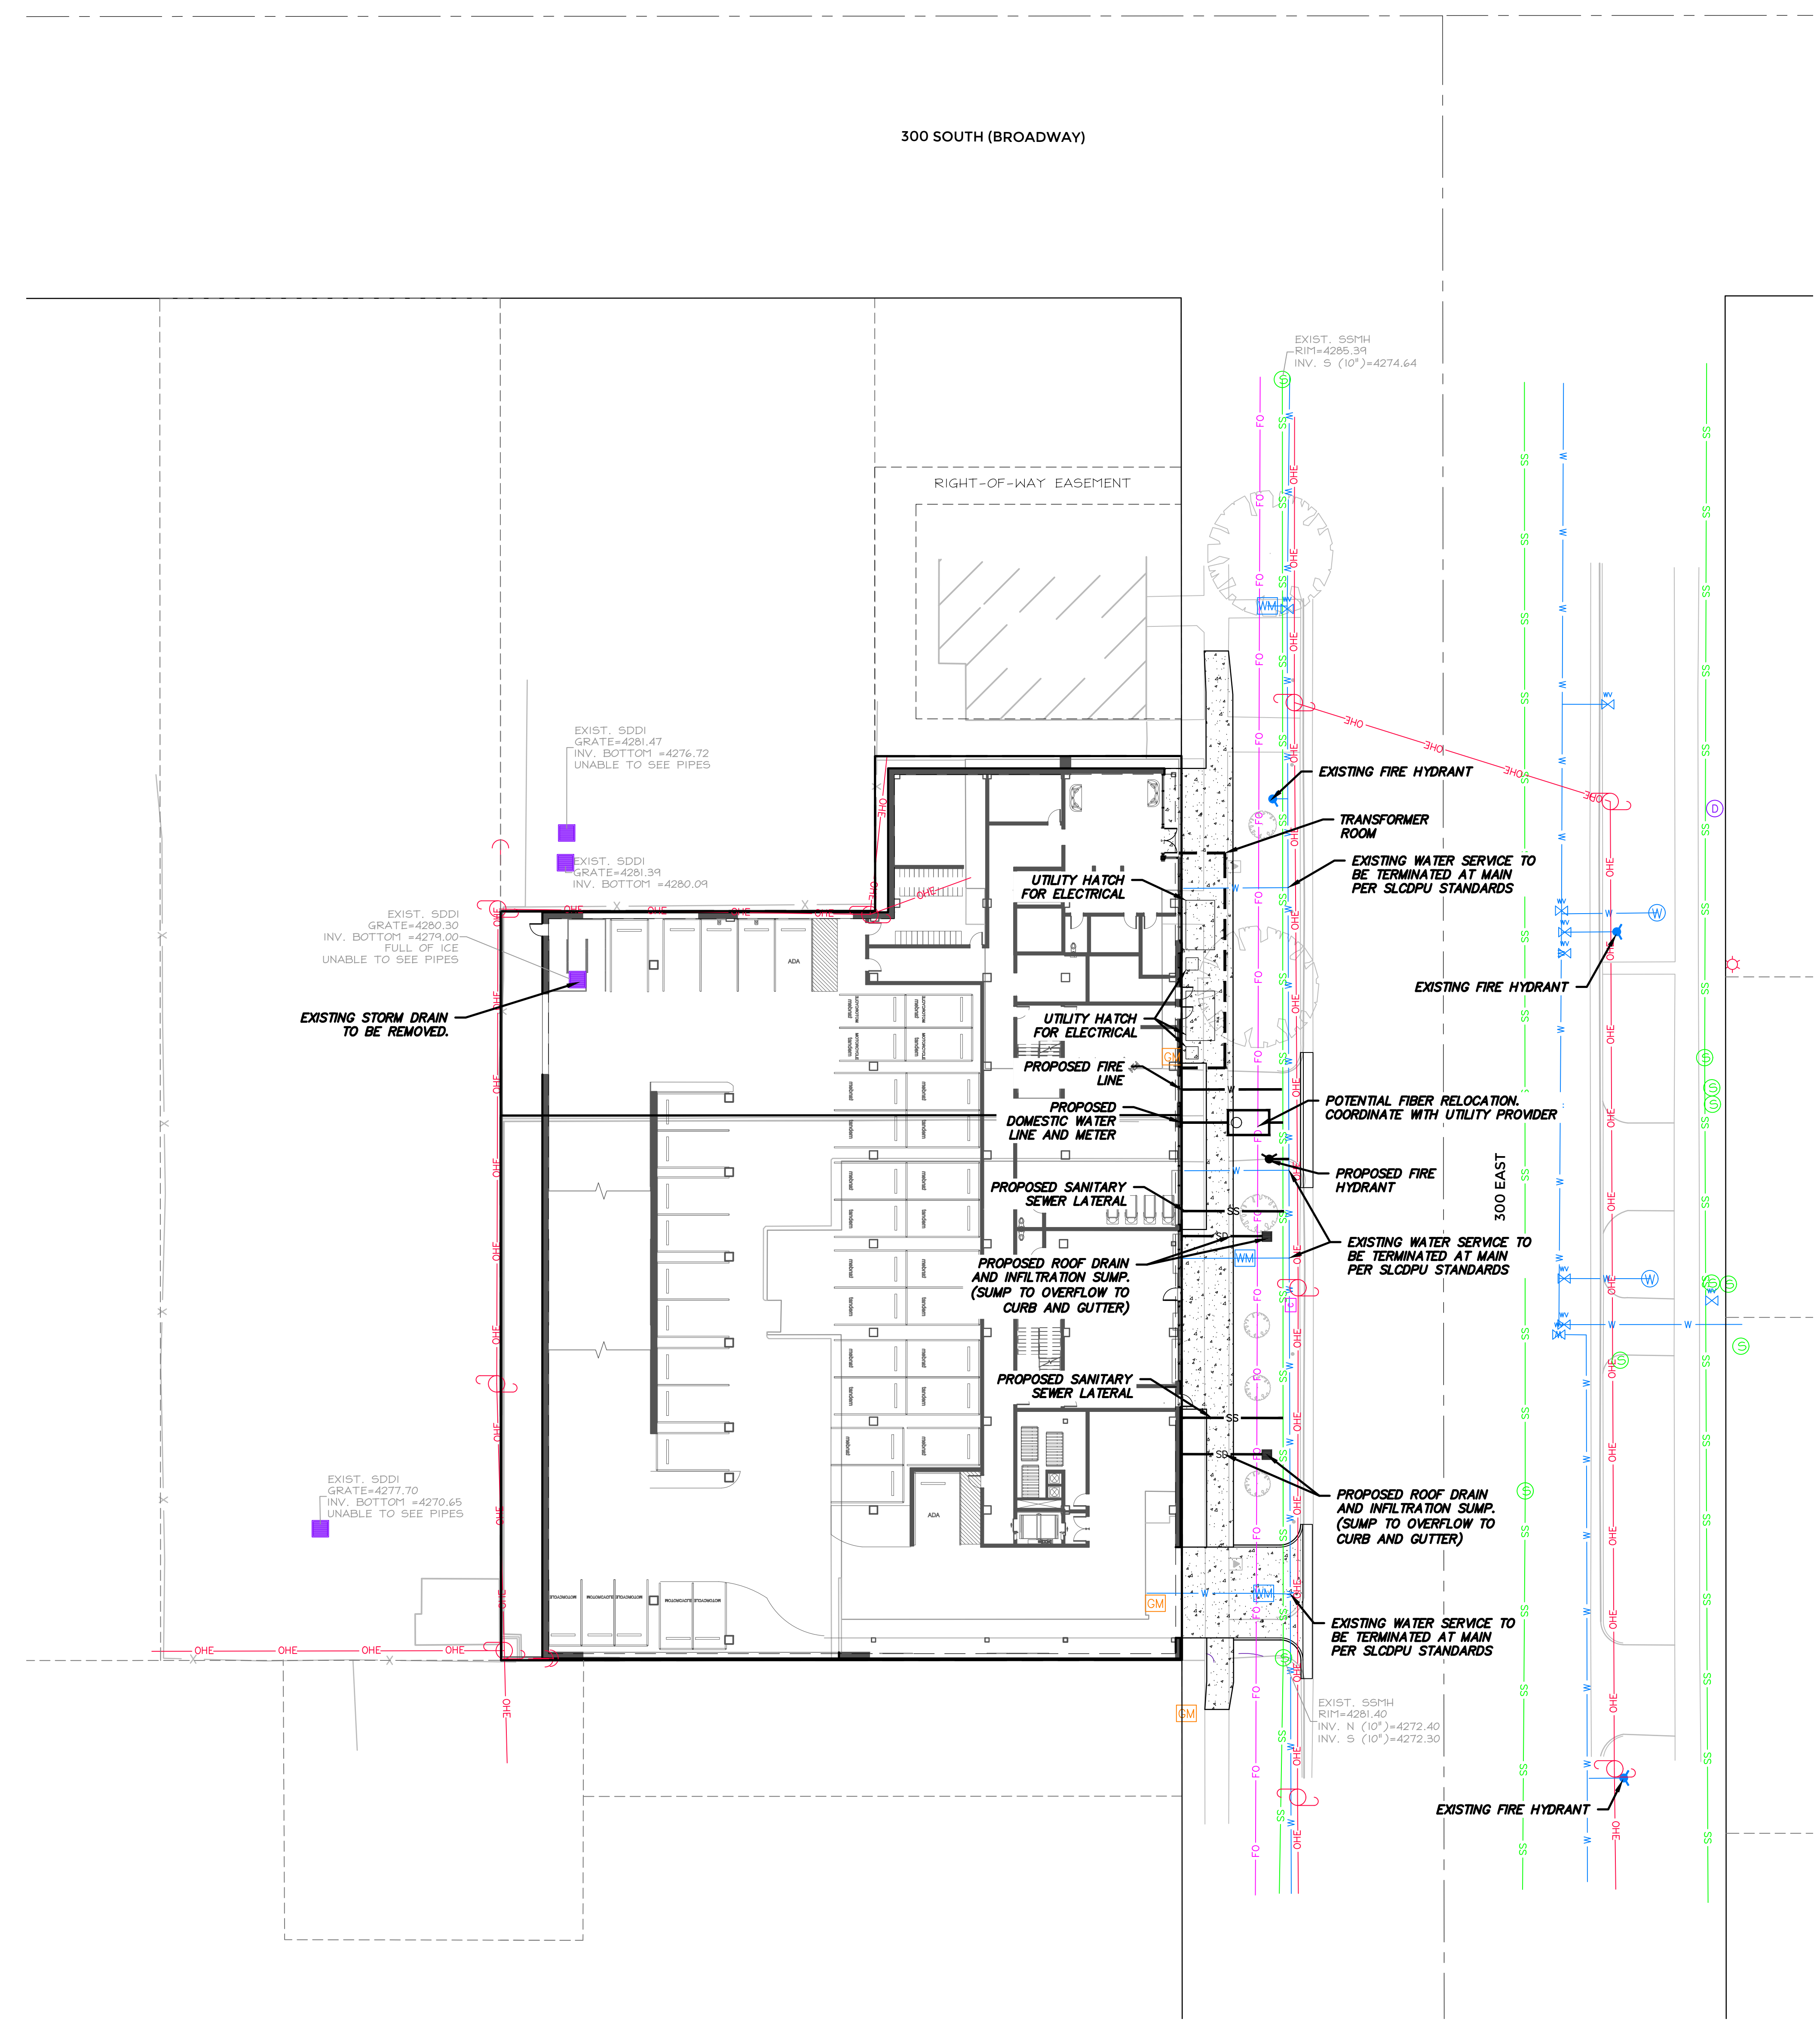 300 SOUTH (BROADWAY)
EXIST. SSMH
RIM=4285.39
INV. S (10")=4274.64
RIGHT-OF-WAY EASEMENT
EXIST. SDDI
GRATE=4281.47
INV. BOTTOM =4276.72
UNABLE TO SEE PIPES
EXIST. SDDI
GRATE=4281.39
INV. BOTTOM =4280.09
EXIST. SDDI
GRATE=4280.30
INV. BOTTOM =4279.00
FULL OF ICE
UNABLE TO SEE PIPES
EXISTING STORM DRAIN
TO BE REMOVED.
EXISTING FIRE HYDRANT
TRANSFORMER
ROOM
EXISTING WATER SERVICE TO
BE TERMINATED AT MAIN
PER SLCDPU STANDARDS
UTILITY HATCH
FOR ELECTRICAL
EXISTING FIRE HYDRANT
UTILITY HATCH
FOR ELECTRICAL
PROPOSED FIRE
LINE
PROPOSED
DOMESTIC WATER
LINE AND METER
POTENTIAL FIBER RELOCATION.
COORDINATE WITH UTILITY PROVIDER
PROPOSED FIRE
HYDRANT
300 EAST
PROPOSED SANITARY
SEWER LATERAL
EXISTING WATER SERVICE TO
BE TERMINATED AT MAIN
PER SLCDPU STANDARDS
PROPOSED ROOF DRAIN
AND INFILTRATION SUMP.
(SUMP TO OVERFLOW TO
CURB AND GUTTER)
PROPOSED SANITARY
SEWER LATERAL
EXIST. SDDI
GRATE=4277.70
INV. BOTTOM =4270.65
UNABLE TO SEE PIPES
PROPOSED ROOF DRAIN
AND INFILTRATION SUMP.
(SUMP TO OVERFLOW TO
CURB AND GUTTER)
EXISTING WATER SERVICE TO
BE TERMINATED AT MAIN
PER SLCDPU STANDARDS
EXIST. SSMH
RIM=4281.40
INV. N (10")=4272.40
INV. S (10")=4272.30
EXISTING FIRE HYDRANT
ADA
ADA
WM
WM
WM
GM
GM
GM